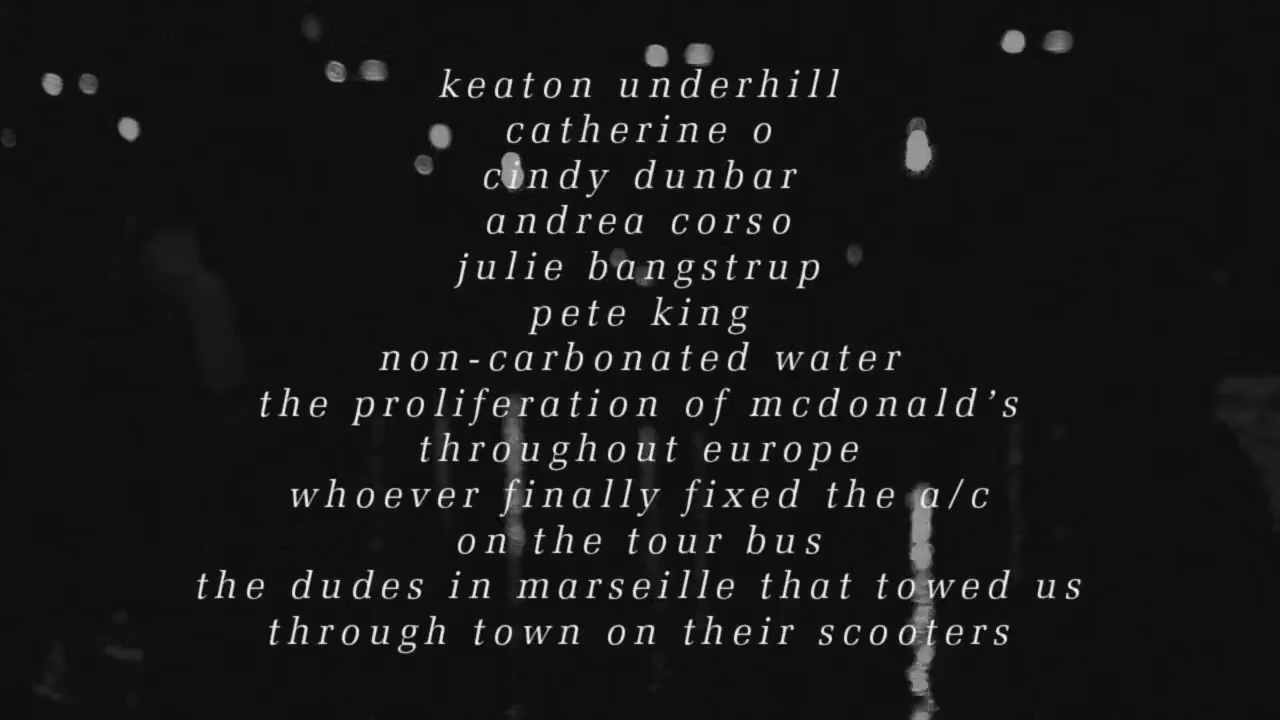 keaton underhill
catherine o
cindy dunbar
andrea corso
julie bangstrup
pete king
non-carbonated water
the proliferation of mcdonald’s
throughout europe
whoever finally fixed the a/c
on the tour bus
the dudes in marseille that towed us
through town on their scooters